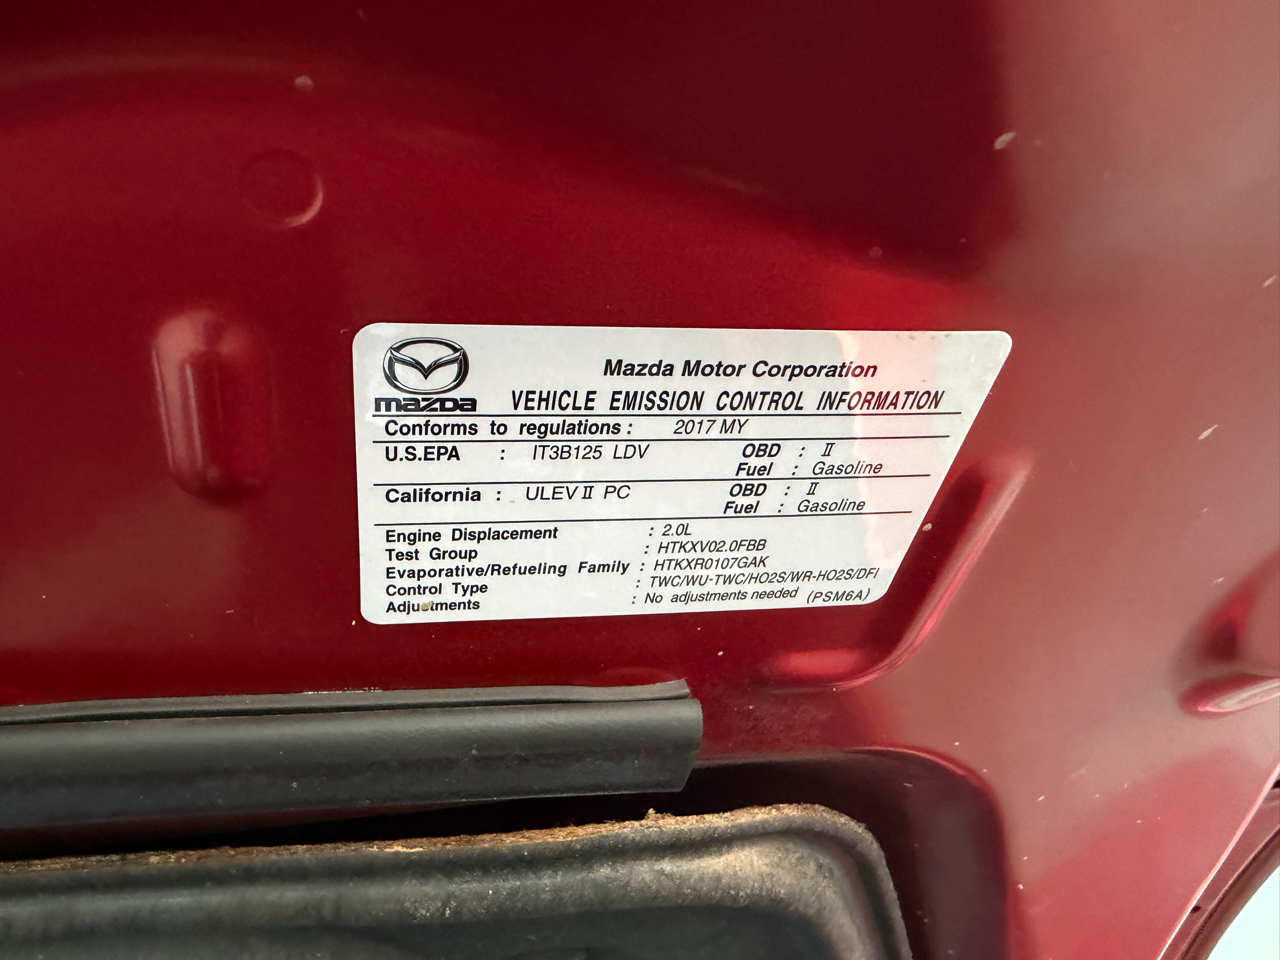 mazda
Mazda Motor Corporation
VEHICLE EMISSION CONTROL INFORMATION
Conforms to regulations : 2017 MY
U.S.EPA : IT3B125 LDV OBD : II
Fuel : Gasoline
California : ULEV II PC OBD : II
Fuel : Gasoline
Engine Displacement : 2.0L
Test Group : HTKXV02.0FBB
Evaporative/Refueling Family : HTKXR0107GAK
Control Type : TWC/WU-TWC/HO2S/WR-HO2S/DFI
Adjustments : No adjustments needed (PSM6A)